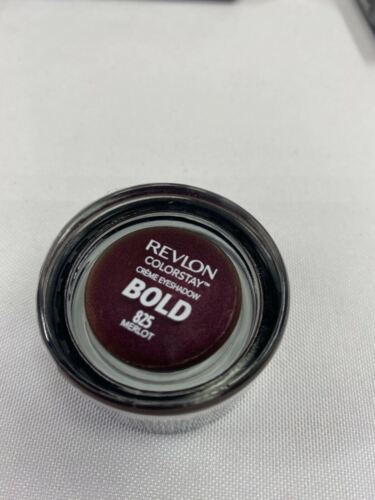 REVLON
COLORSTAY™
CRÈME EYESHADOW
BOLD
825
MERLOT